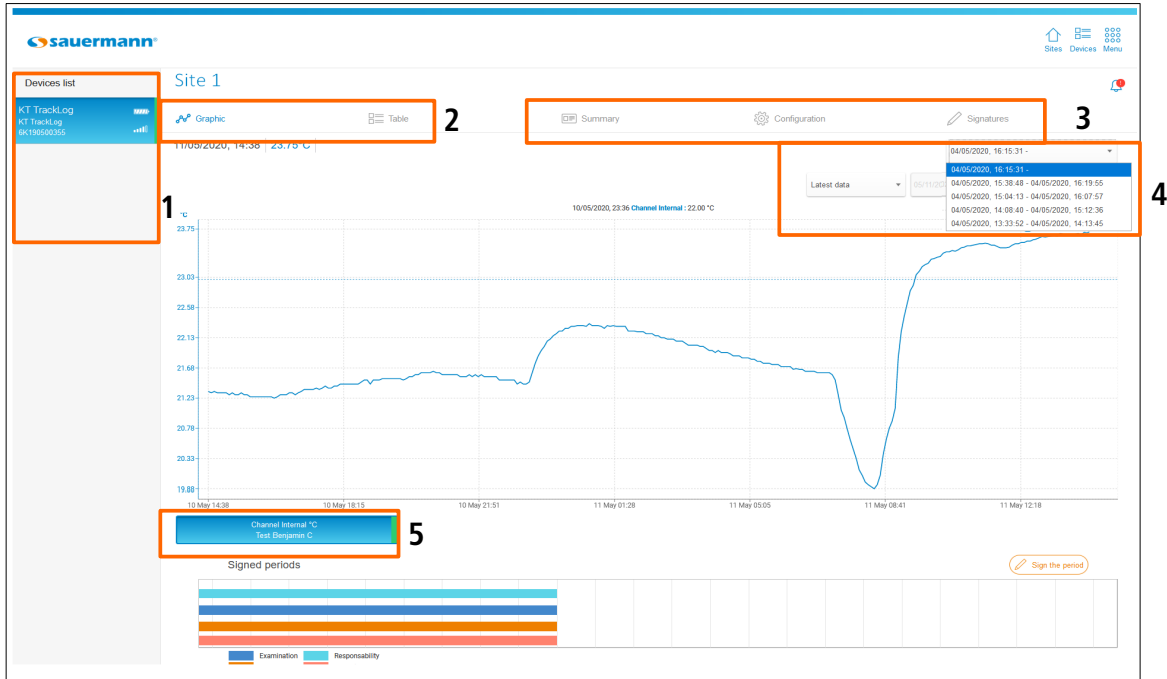 sauermann®
Sites Devices Menu
Devices list
Site 1
KT TrackLog
KT TrackLog
6K190500355
Graphic
Table
2
Summary
Configuration
Signatures
3
11/05/2020, 14:38 23.75°C
04/05/2020, 16:15:31 -
04/05/2020, 16:15:31 -
04/05/2020, 15:38:48 - 04/05/2020, 16:19:55
04/05/2020, 15:04:13 - 04/05/2020, 16:07:57
04/05/2020, 14:08:40 - 04/05/2020, 15:12:36
04/05/2020, 13:33:52 - 04/05/2020, 14:13:45
Latest data
4
1
10/05/2020, 23:36 Channel Internal : 22.00 °C
°C
23.75
23.03
22.58
22.13
21.68
21.23
20.78
20.33
19.88
10 May 14:38 10 May 18:15 10 May 21:51 11 May 01:28 11 May 05:05 11 May 08:41 11 May 12:18
Channel Internal °C
Test Benjamin C
5
Signed periods
Sign the period
Examination Responsability